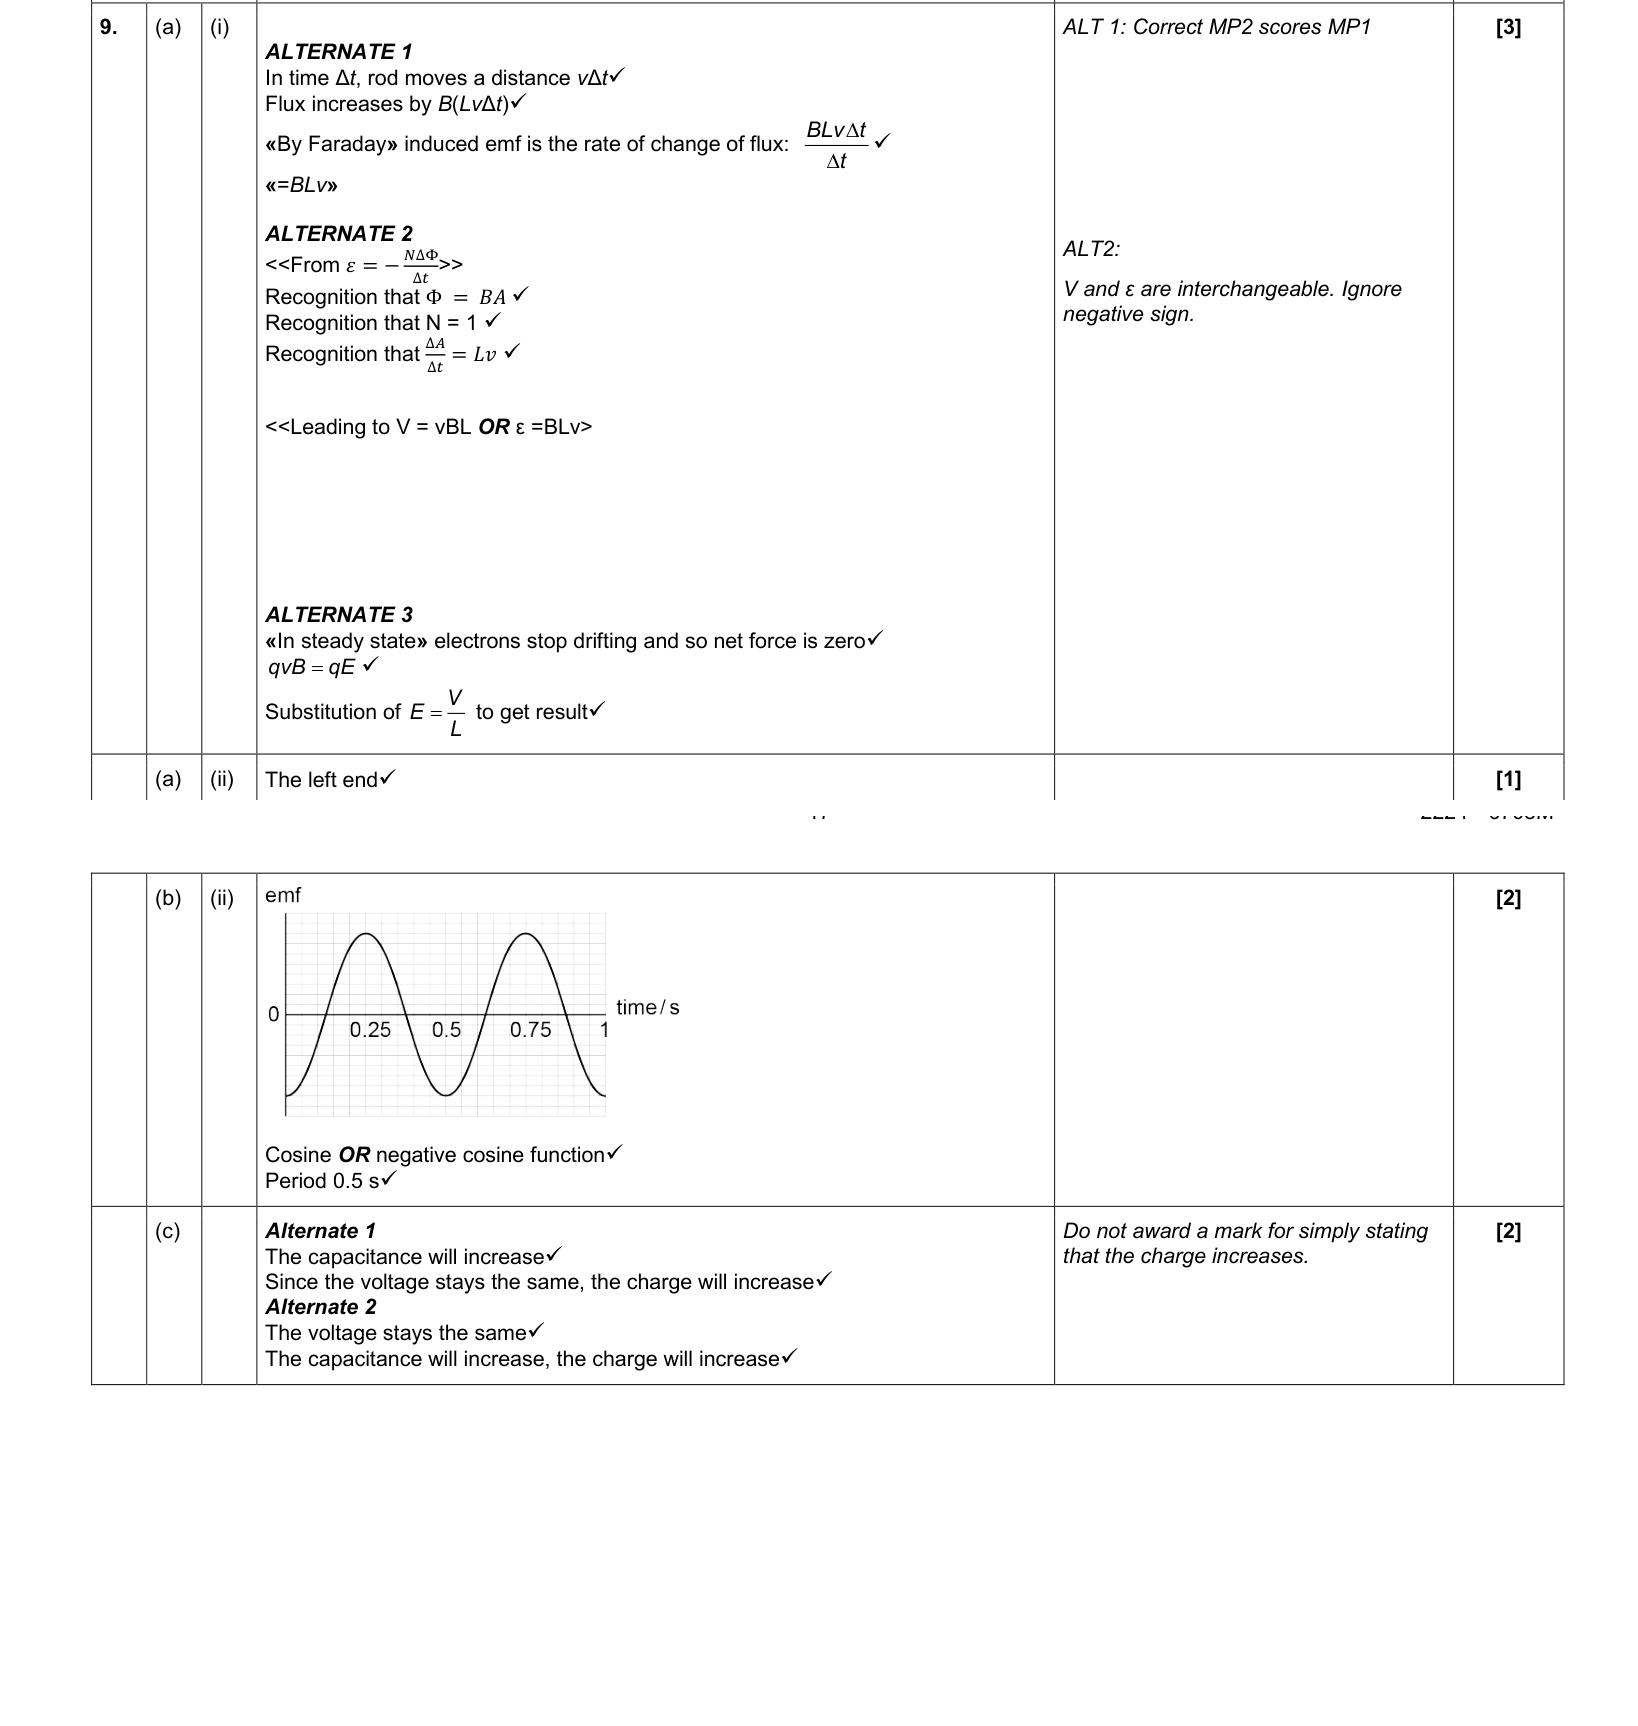 9. (a) (i) ALT 1: Correct MP2 scores MP1 [3]
ALTERNATE 1
In time Δt, rod moves a distance vΔt✓
Flux increases by B(LvΔt)✓
«By Faraday» induced emf is the rate of change of flux: BLvΔt/Δt ✓
«=BLv»
ALTERNATE 2
<<From ε = −NΔΦ/Δt>>
Recognition that Φ = BA ✓
Recognition that N = 1 ✓
Recognition that ΔA/Δt = Lv ✓
<<Leading to V = vBL OR ε =BLv>
ALT2:
V and ε are interchangeable. Ignore
negative sign.
ALTERNATE 3
«In steady state» electrons stop drifting and so net force is zero✓
qvB = qE ✓
Substitution of E = V/L to get result✓
(a) (ii) The left end✓ [1]
(b) (ii) emf [2]
0 time/s
0.25 0.5 0.75 1
Cosine OR negative cosine function✓
Period 0.5 s✓
(c) Alternate 1 [2]
The capacitance will increase✓
Since the voltage stays the same, the charge will increase✓
Alternate 2
The voltage stays the same✓
The capacitance will increase, the charge will increase✓
Do not award a mark for simply stating
that the charge increases.